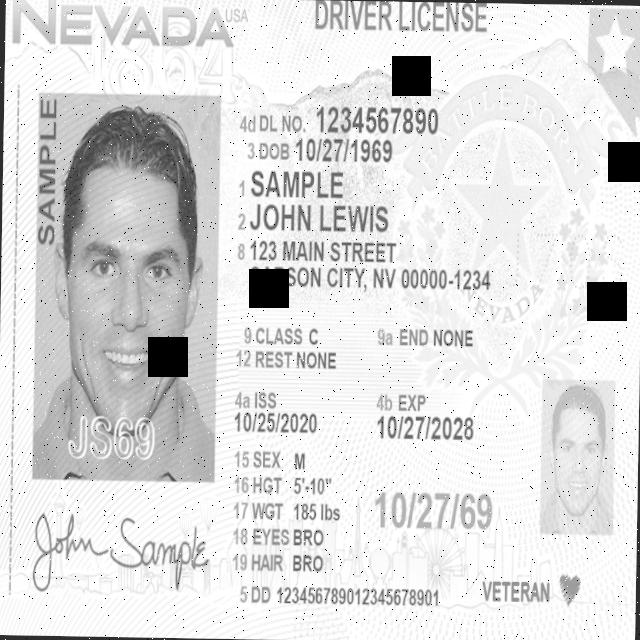 NEVADA USA
DRIVER LICENSE
1864
SAMPLE
4d DL NO. 1234567890
3.DOB 10/27/1969
1 SAMPLE
2 JOHN LEWIS
8 123 MAIN STREET
CITY, NV 00000-1234
BATTLE BORN
NEVADA
9.CLASS C 9a END NONE
12 REST NONE
4a ISS 4b EXP
10/25/2020 10/27/2028
JS69
15 SEX M
16 HGT 5'-10"
17 WGT 185 lbs
10/27/69
18 EYES BRO
19 HAIR BRO
John Sample
5 DD 123456789012345678901
VETERAN